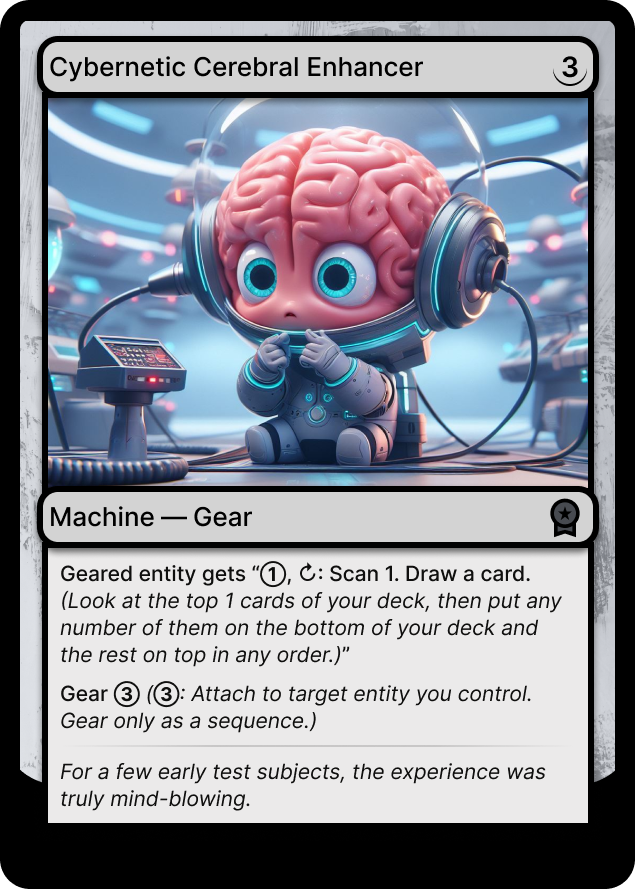 Cybernetic Cerebral Enhancer 3
Machine — Gear
Geared entity gets “①, ↻: Scan 1. Draw a card.
(Look at the top 1 cards of your deck, then put any
number of them on the bottom of your deck and
the rest on top in any order.)”
Gear ③ (③: Attach to target entity you control.
Gear only as a sequence.)
For a few early test subjects, the experience was
truly mind-blowing.